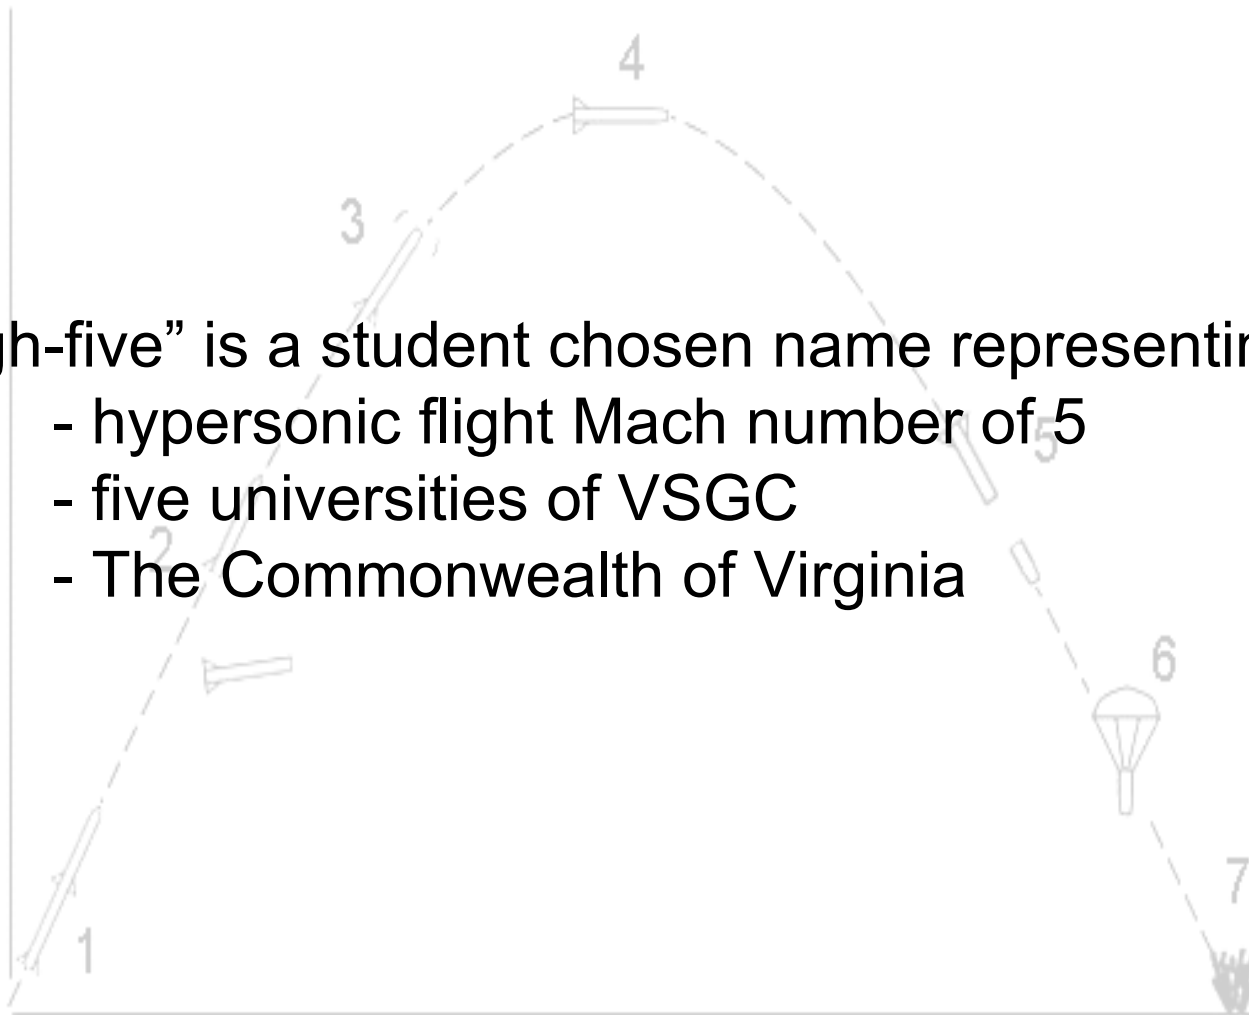 4
3
gh-five” is a student chosen name representin
- hypersonic flight Mach number of 5
5
- five universities of VSGC
2
- The Commonwealth of Virginia
6
7
1